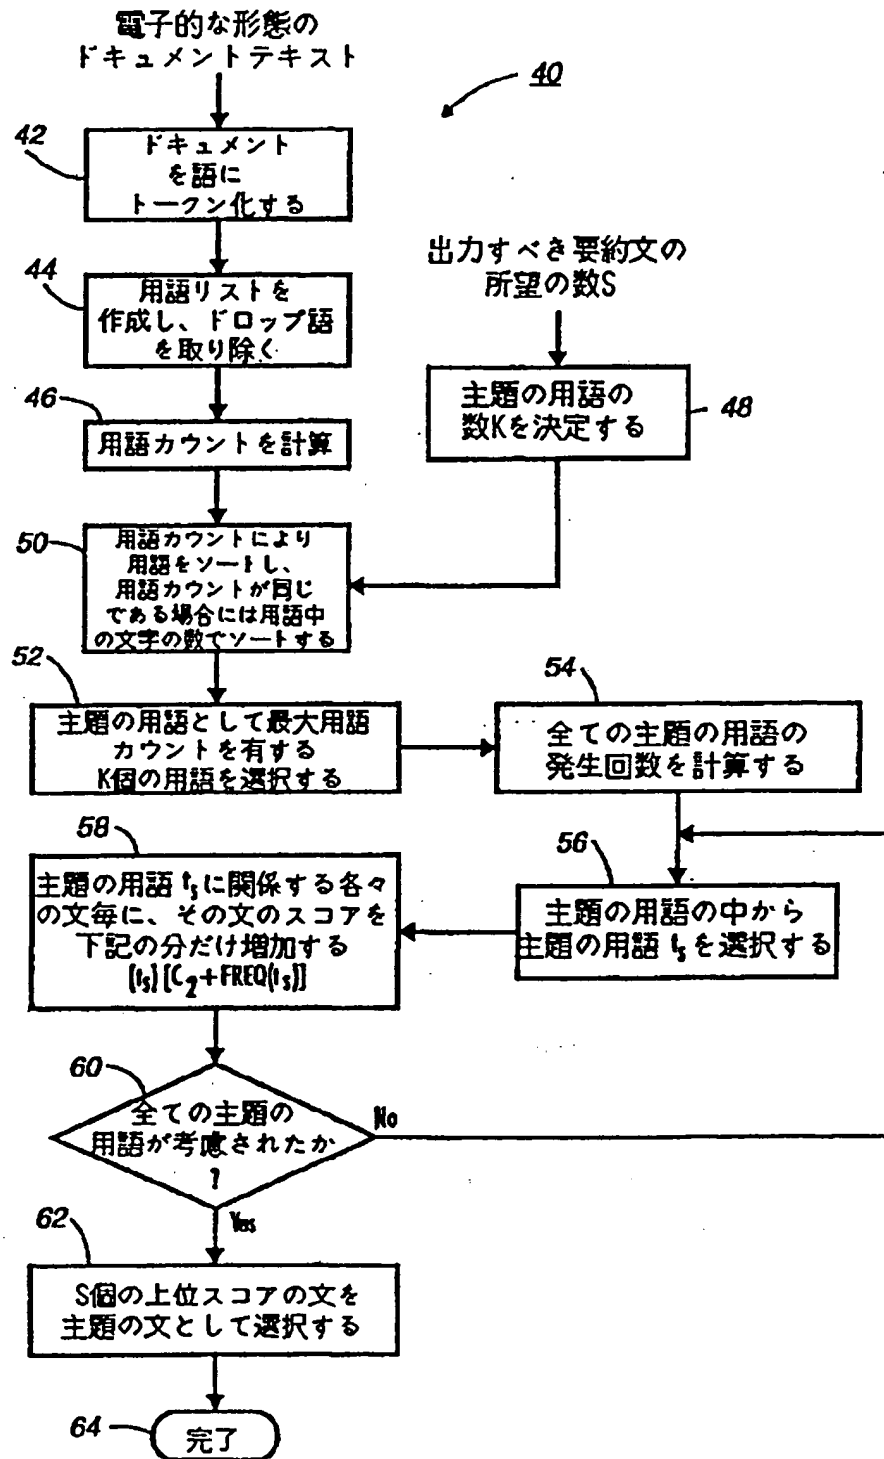 電子的な形態の
ドキュメントテキスト
40
42
ドキュメント
を語に
トークン化する
出力すべき要約文の
所望の数S
44
用語リストを
作成し、ドロップ語
を取り除く
主題の用語の
数Kを決定する
48
46
用語カウントを計算
50
用語カウントにより
用語をソートし、
用語カウントが同じ
である場合には用語中
の文字の数でソートする
52
主題の用語として最大用語
カウントを有する
K個の用語を選択する
54
全ての主題の用語の
発生回数を計算する
56
主題の用語の中から
主題の用語 tsを選択する
58
主題の用語 tsに関係する各々
の文毎に、その文のスコアを
下記の分だけ増加する
[ts][C2+FREQ(ts)]
60
全ての主題の
用語が考慮されたか
?
No
Yes
62
S個の上位スコアの文を
主題の文として選択する
64
完了